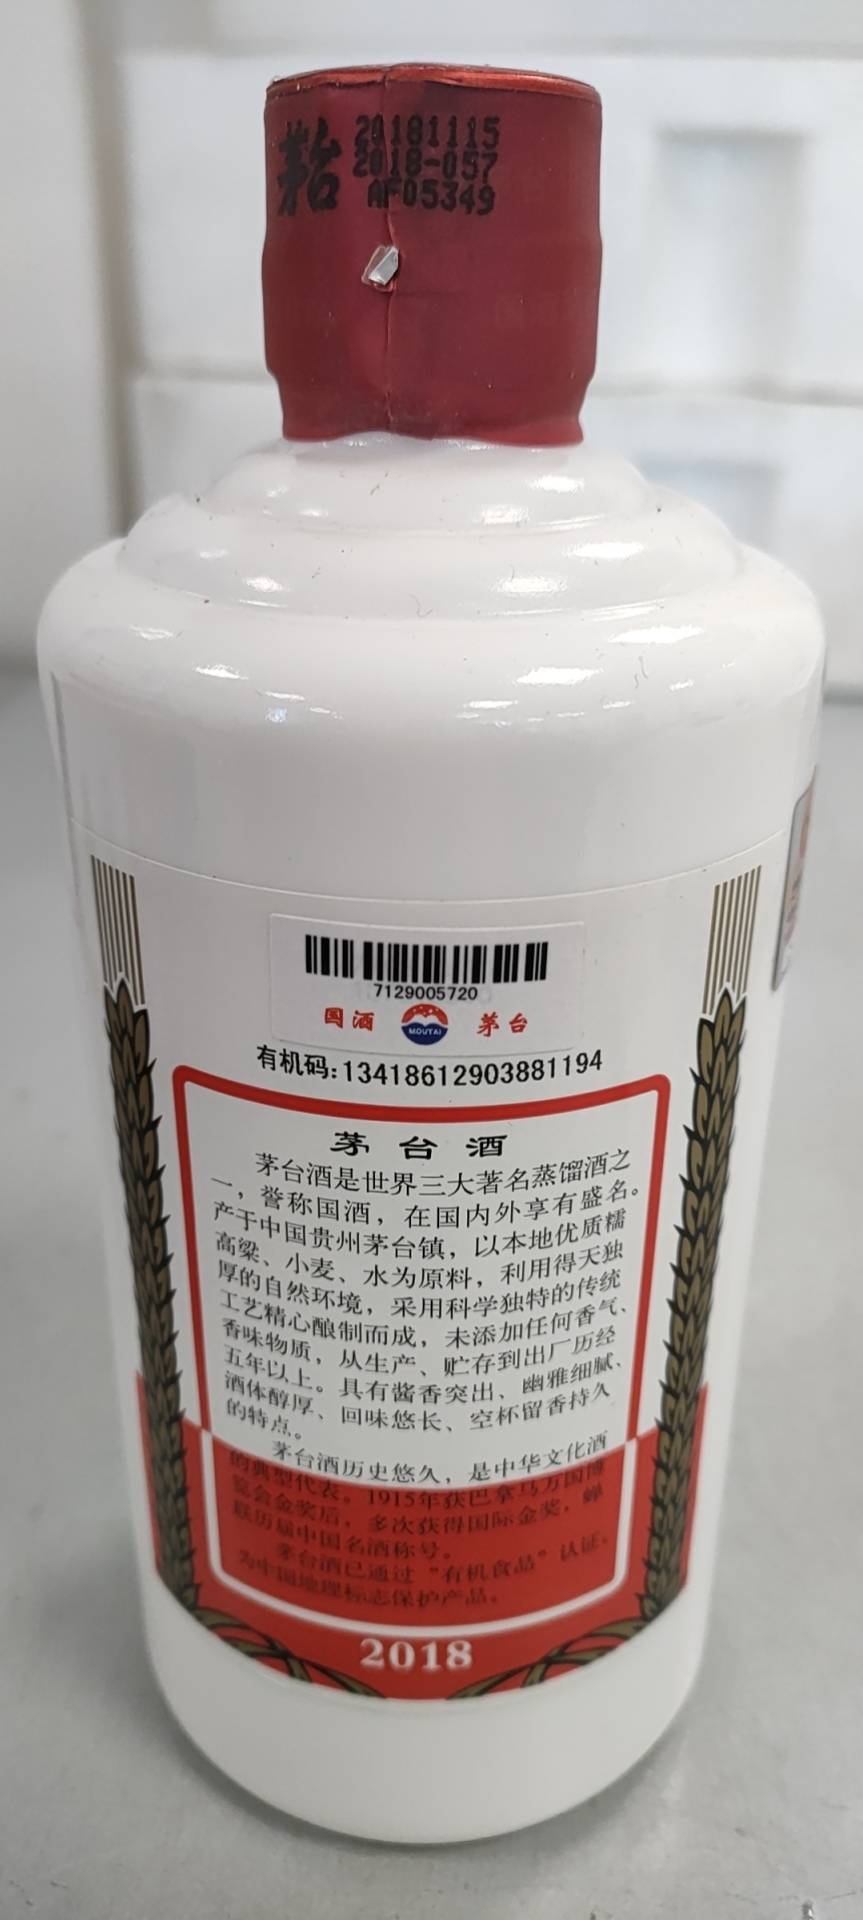 茅台
20181115
2018-057
AF05349
7129005720
国酒 MOUTAI 茅台
有机码:13418612903881194
茅台酒
茅台酒是世界三大著名蒸馏酒之
一，誉称国酒，在国内外享有盛名。
产于中国贵州茅台镇，以本地优质糯
高粱、小麦、水为原料，利用得天独
厚的自然环境，采用科学独特的传统
工艺精心酿制而成，未添加任何香气、
香味物质，从生产、贮存到出厂历经
五年以上。具有酱香突出、幽雅细腻、
酒体醇厚、回味悠长、空杯留香持久
的特点。
茅台酒历史悠久，是中华文化酒
的典型代表。1915年获巴拿马万国博
览会金奖后，多次获得国际金奖，蝉
联历届中国名酒称号。
茅台酒已通过“有机食品”认证，
为中国地理标志保护产品。
2018